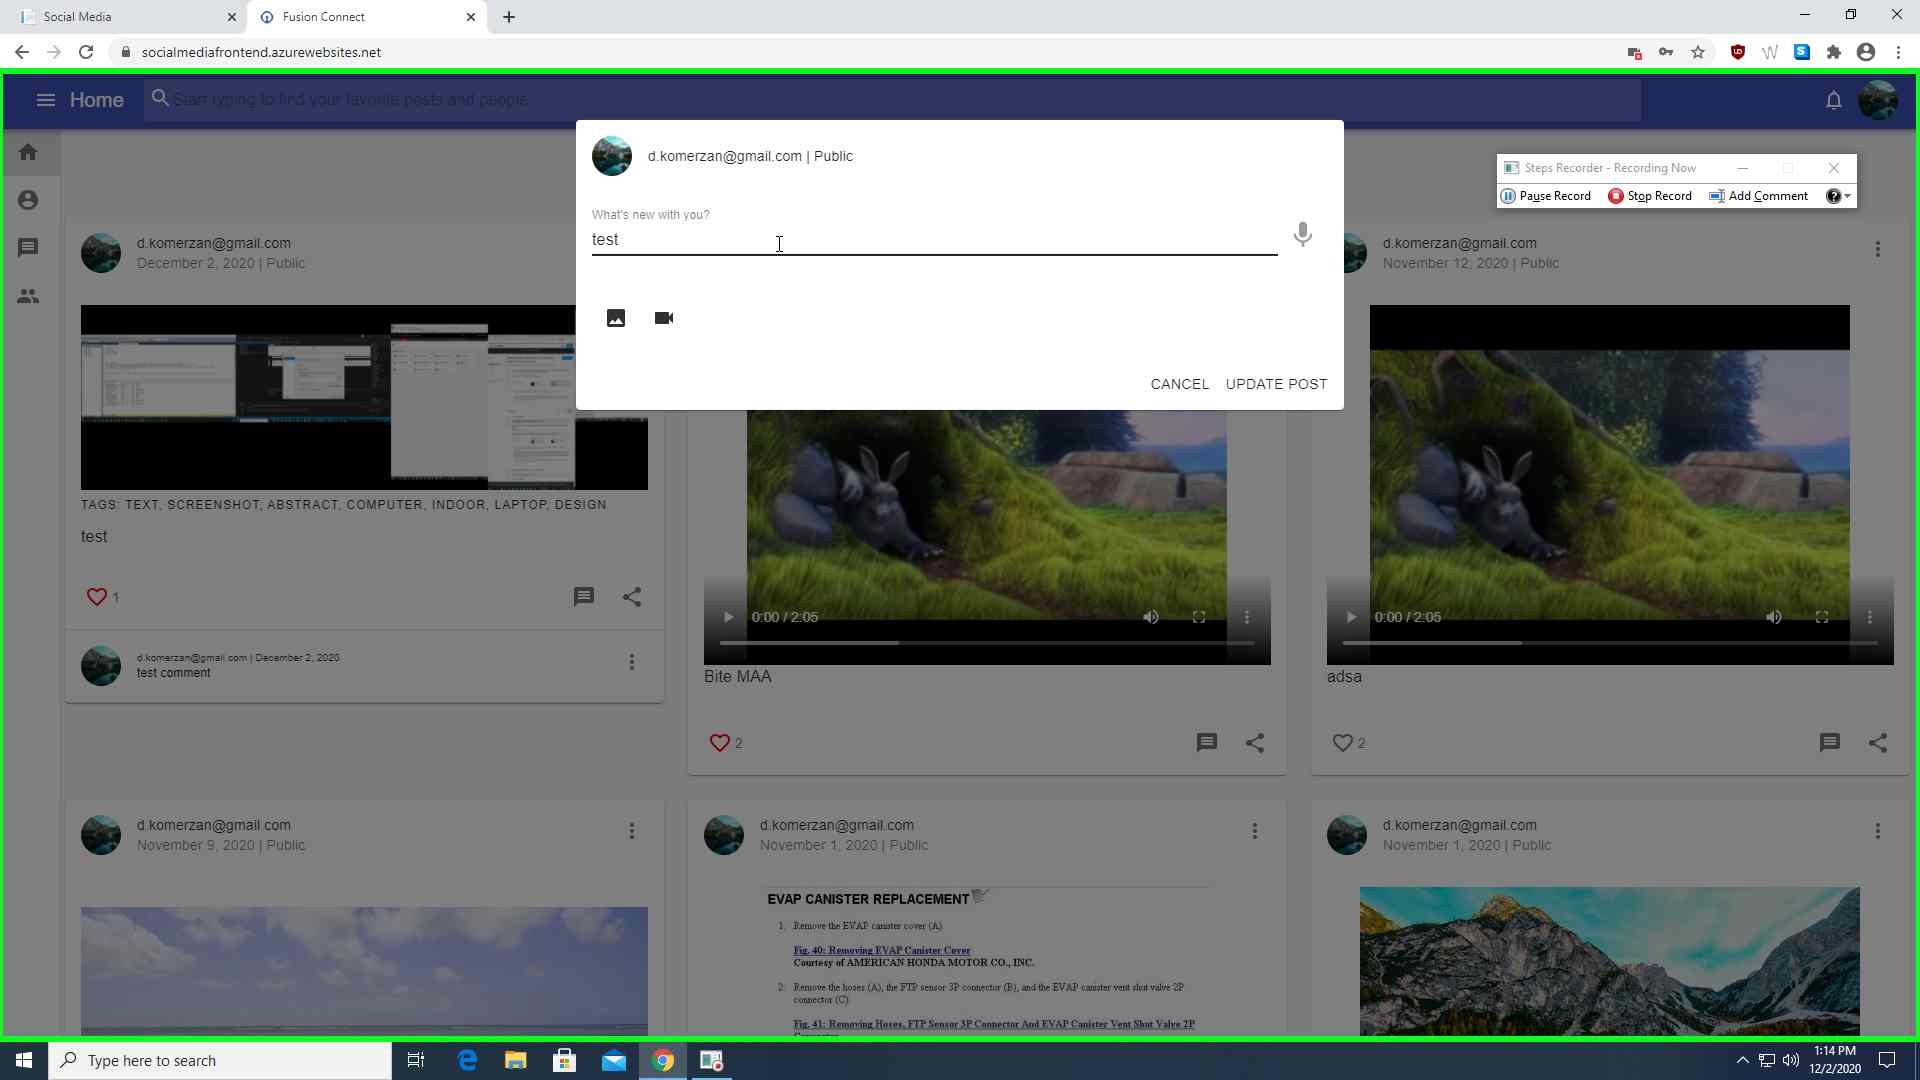 Social Media
Fusion Connect
socialmediafrontend.azurewebsites.net
Home
Start typing to find your favorite posts and people
d.komerzan@gmail.com | Public
What's new with you?
test
CANCEL UPDATE POST
Steps Recorder - Recording Now
Pause Record Stop Record Add Comment
d.komerzan@gmail.com
December 2, 2020 | Public
TAGS: TEXT, SCREENSHOT, ABSTRACT, COMPUTER, INDOOR, LAPTOP, DESIGN
test
1
d.komerzan@gmail.com | December 2, 2020
test comment
0:00 / 2:05
Bite MAA
2
d.komerzan@gmail.com
November 12, 2020 | Public
0:00 / 2:05
adsa
2
d.komerzan@gmail.com
November 9, 2020 | Public
d.komerzan@gmail.com
November 1, 2020 | Public
EVAP CANISTER REPLACEMENT
1. Remove the EVAP canister cover (A).
Fig. 40: Removing EVAP Canister Cover
Courtesy of AMERICAN HONDA MOTOR CO., INC.
2. Remove the hoses (A), the FTP sensor 3P connector (B), and the EVAP canister vent shut valve 2P
connector (C).
Fig. 41: Removing Hoses, FTP Sensor 3P Connector And EVAP Canister Vent Shut Valve 2P
d.komerzan@gmail.com
November 1, 2020 | Public
Type here to search
1:14 PM
12/2/2020